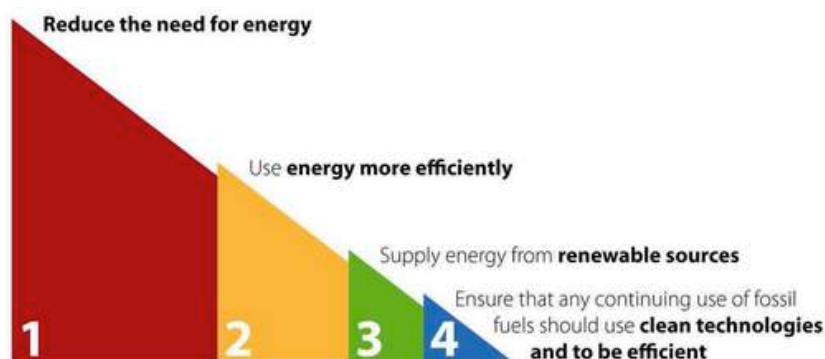 Reduce the need for energy
Use energy more efficiently
Supply energy from renewable sources
Ensure that any continuing use of fossil
fuels should use clean technologies
and to be efficient
1 2 3 4